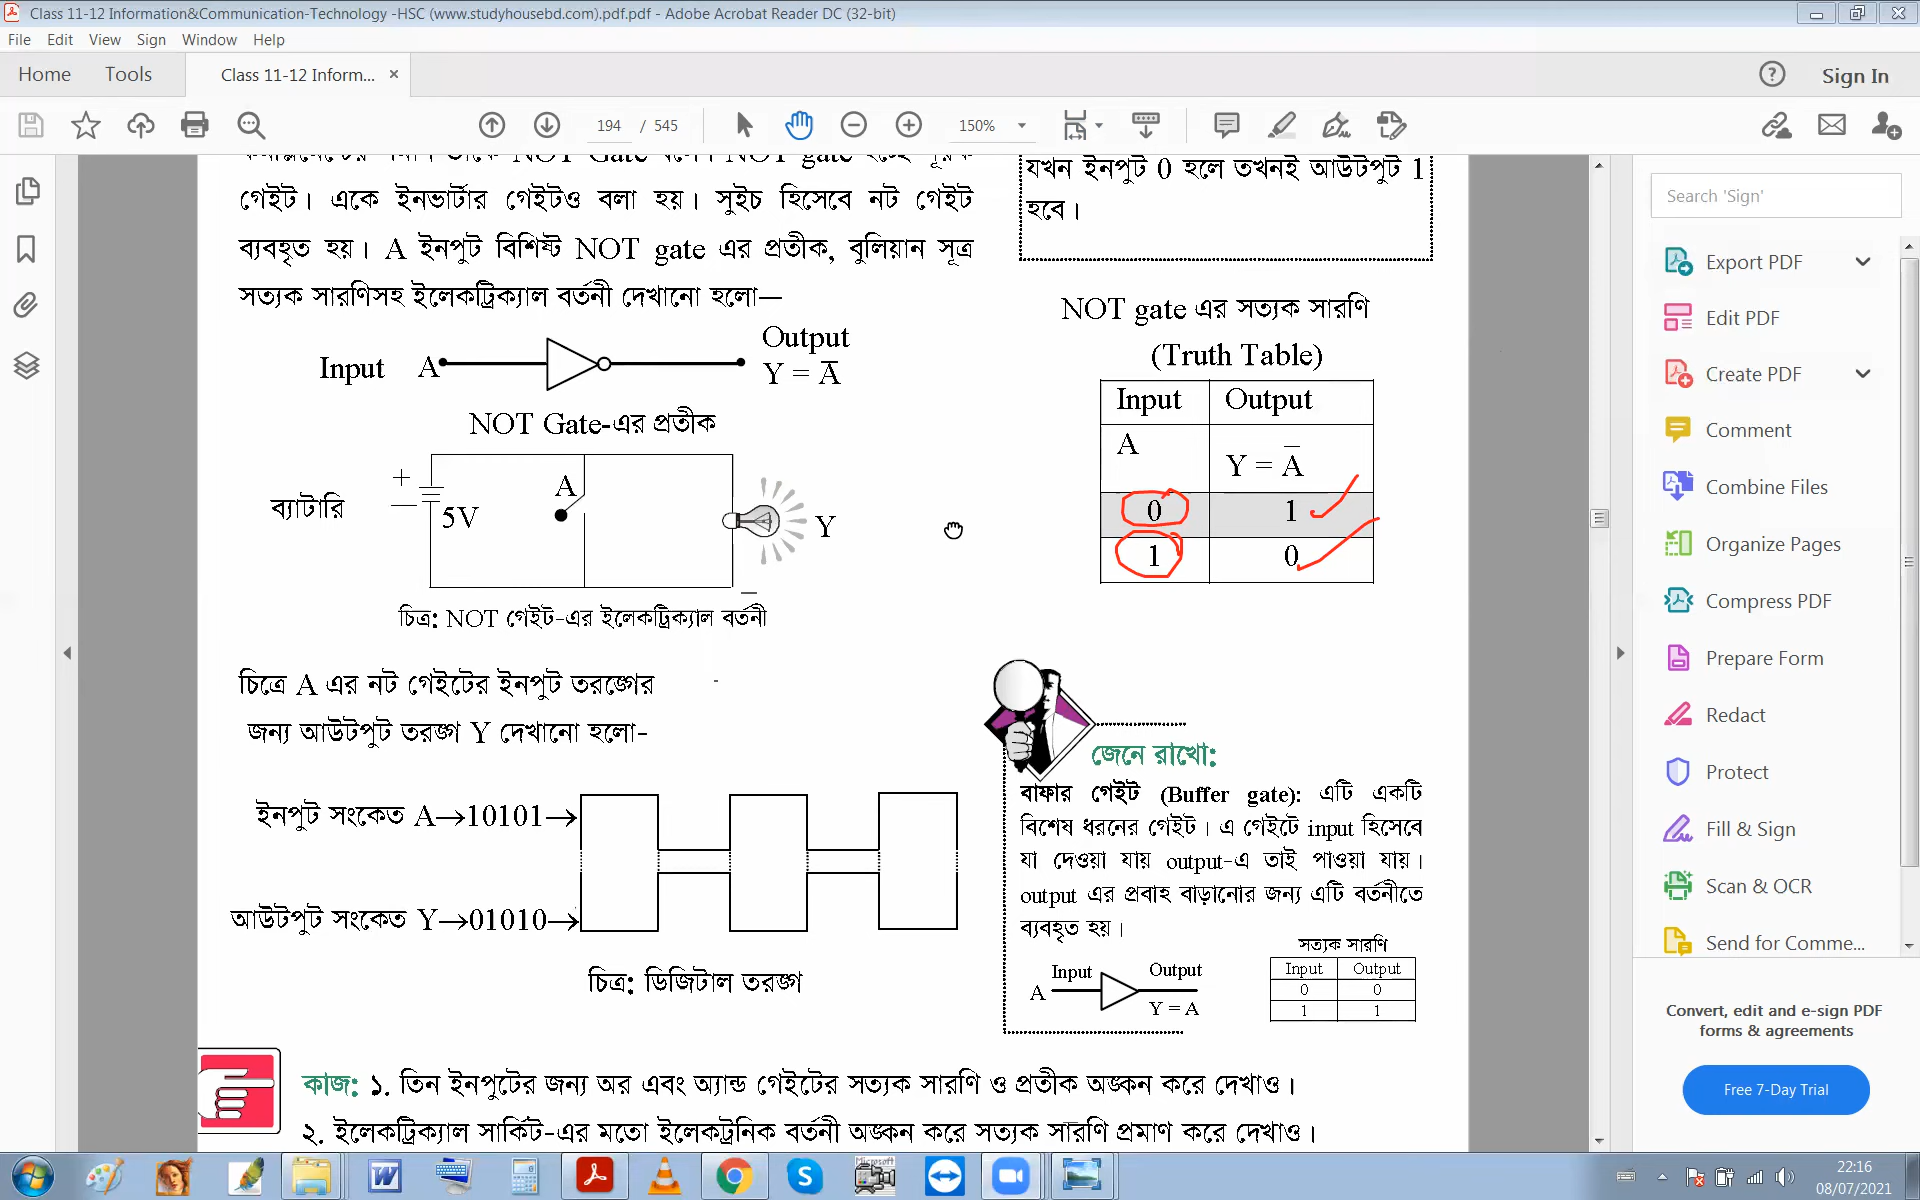 Class 11-12 Information&Communication-Technology -HSC (www.studyhousebd.com).pdf.pdf - Adobe Acrobat Reader DC (32-bit)
File Edit View Sign Window Help
Home Tools Class 11-12 Inform... × Sign In
194 / 545 150%
NOT Gate বলে। NOT gate হচ্ছে পূরক
গেইট। একে ইনভার্টার গেইটও বলা হয়। সুইচ হিসেবে নট গেইট
ব্যবহৃত হয়। A ইনপুট বিশিষ্ট NOT gate এর প্রতীক, বুলিয়ান সূত্র
সত্যক সারণিসহ ইলেকট্রিক্যাল বর্তনী দেখানো হলো—
Input A
Output
Y = A̅
NOT Gate-এর প্রতীক
ব্যাটারি
+
—
5V
A
Y
চিত্র: NOT গেইট-এর ইলেকট্রিক্যাল বর্তনী
যখন ইনপুট 0 হলে তখনই আউটপুট 1
হবে।
NOT gate এর সত্যক সারণি
(Truth Table)
Input Output
A Y = A̅
0 1
1 0
চিত্রে A এর নট গেইটের ইনপুট তরঙ্গের
জন্য আউটপুট তরঙ্গ Y দেখানো হলো-
ইনপুট সংকেত A→10101→
আউটপুট সংকেত Y→01010→
চিত্র: ডিজিটাল তরঙ্গ
জেনে রাখো:
বাফার গেইট (Buffer gate): এটি একটি
বিশেষ ধরনের গেইট। এ গেইটে input হিসেবে
যা দেওয়া যায় output-এ তাই পাওয়া যায়।
output এর প্রবাহ বাড়ানোর জন্য এটি বর্তনীতে
ব্যবহৃত হয়।
Input Output
A Y = A
সত্যক সারণি
Input Output
0 0
1 1
কাজ: ১. তিন ইনপুটের জন্য অর এবং অ্যান্ড গেইটের সত্যক সারণি ও প্রতীক অঙ্কন করে দেখাও।
২. ইলেকট্রিক্যাল সার্কিট-এর মতো ইলেকট্রনিক বর্তনী অঙ্কন করে সত্যক সারণি প্রমাণ করে দেখাও।
Search 'Sign'
Export PDF
Edit PDF
Create PDF
Comment
Combine Files
Organize Pages
Compress PDF
Prepare Form
Redact
Protect
Fill & Sign
Scan & OCR
Send for Comme...
Convert, edit and e-sign PDF
forms & agreements
Free 7-Day Trial
22:16
08/07/2021